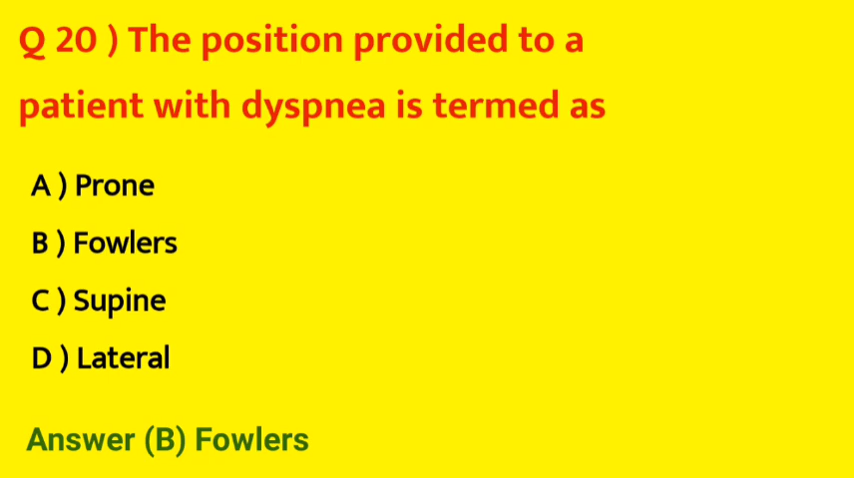 Q 20 ) The position provided to a
patient with dyspnea is termed as
A ) Prone
B ) Fowlers
C ) Supine
D ) Lateral
Answer (B) Fowlers